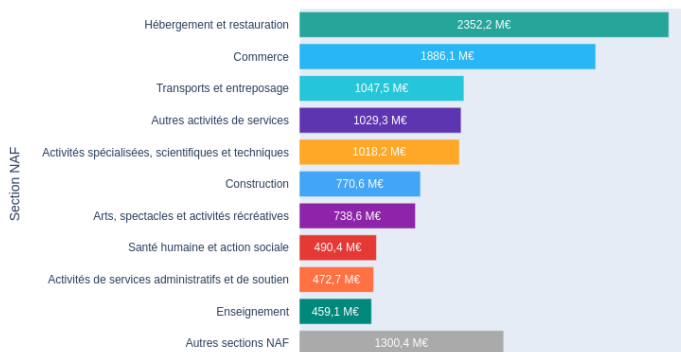 Section NAF
Hébergement et restauration 2352,2 M€
Commerce 1886,1 M€
Transports et entreposage 1047,5 M€
Autres activités de services 1029,3 M€
Activités spécialisées, scientifiques et techniques 1018,2 M€
Construction 770,6 M€
Arts, spectacles et activités récréatives 738,6 M€
Santé humaine et action sociale 490,4 M€
Activités de services administratifs et de soutien 472,7 M€
Enseignement 459,1 M€
Autres sections NAF 1300,4 M€